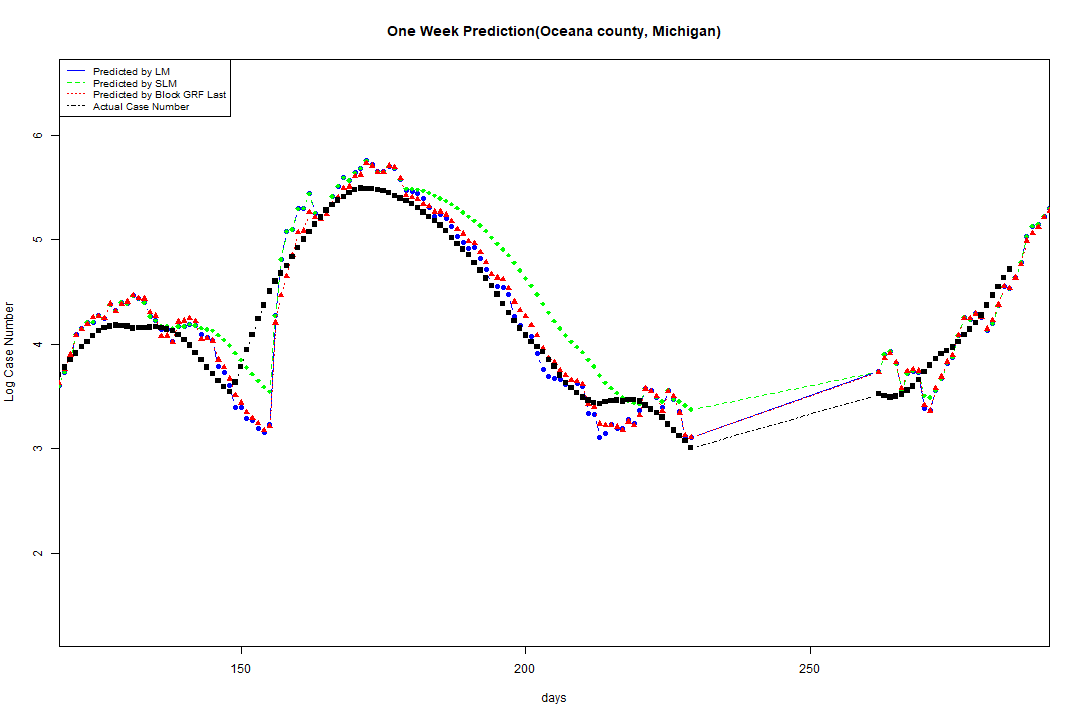 One Week Prediction(Oceana county, Michigan)
Predicted by LM
Predicted by SLM
Predicted by Block GRF Last
Actual Case Number
Log Case Number
6
5
4
3
2
150
200
250
days